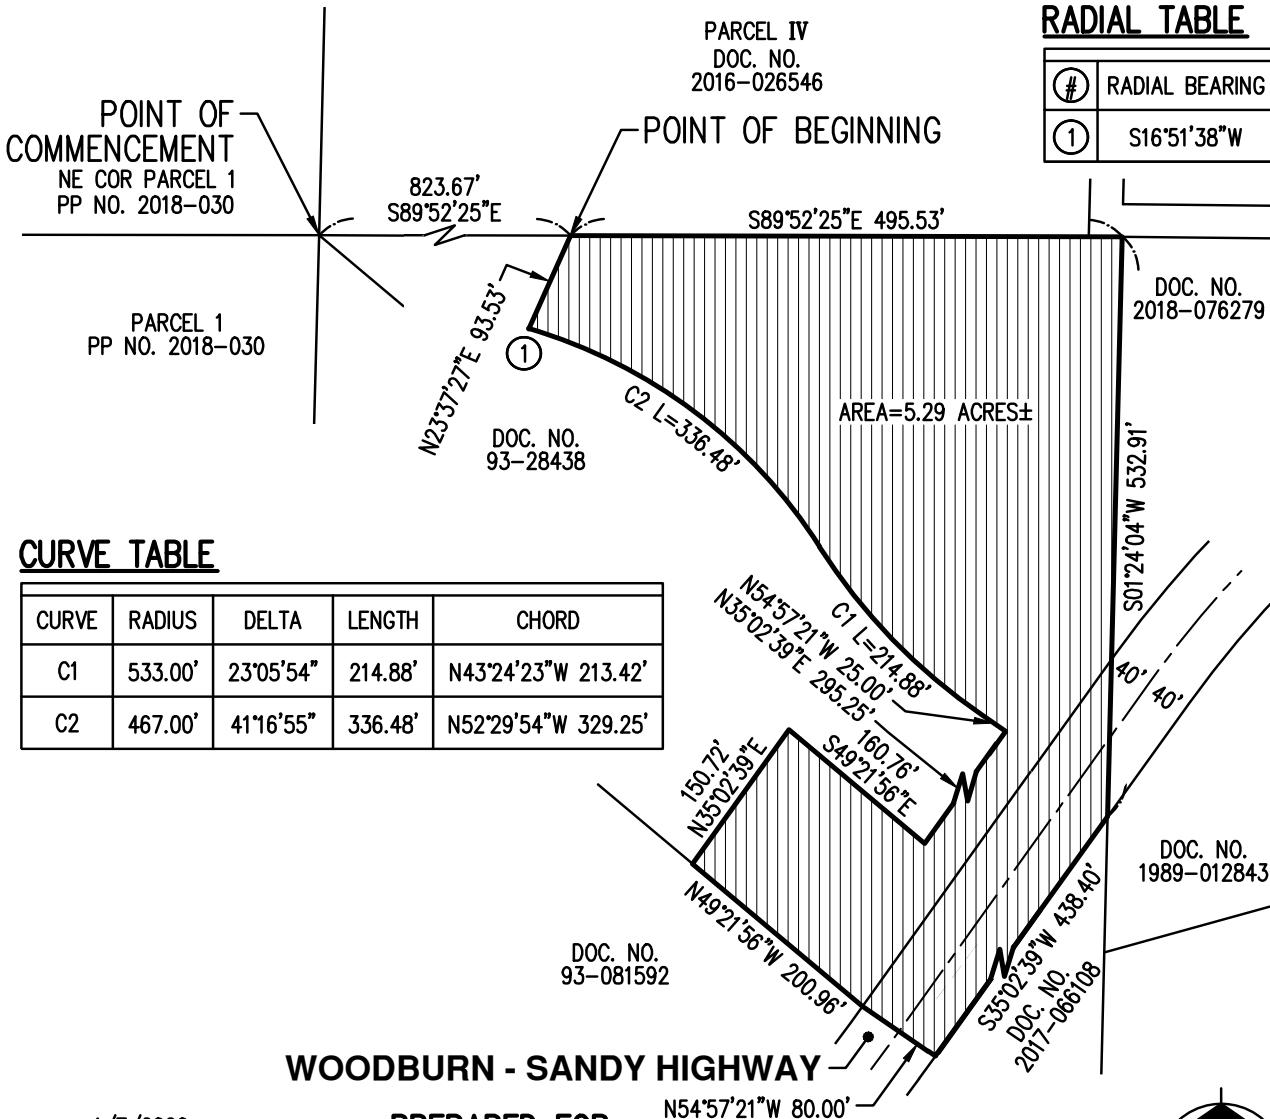 PARCEL IV
DOC. NO.
2016-026546
RADIAL TABLE
# RADIAL BEARING
1 S16°51'38"W
POINT OF
COMMENCEMENT
NE COR PARCEL 1
PP NO. 2018-030
POINT OF BEGINNING
823.67'
S89°52'25"E
S89°52'25"E 495.53'
DOC. NO.
2018-076279
PARCEL 1
PP NO. 2018-030
N23°37'27"E 93.53'
1
C2 L=336.48'
AREA=5.29 ACRES±
DOC. NO.
93-28438
S01°24'04"W 532.91'
CURVE TABLE
CURVE RADIUS DELTA LENGTH CHORD
C1 533.00' 23°05'54" 214.88' N43°24'23"W 213.42'
C2 467.00' 41°16'55" 336.48' N52°29'54"W 329.25'
C1 L=214.88'
N54°57'21"W 25.00'
N35°02'39"E 295.25'
40' 40'
160.76'
S49°21'56"E
150.72'
N35°02'39"E
DOC. NO.
1989-012843
N49°21'56"W 200.96'
S35°02'39"W 438.40'
DOC. NO.
2017-066108
DOC. NO.
93-081592
WOODBURN - SANDY HIGHWAY
N54°57'21"W 80.00'
PREPARED FOR